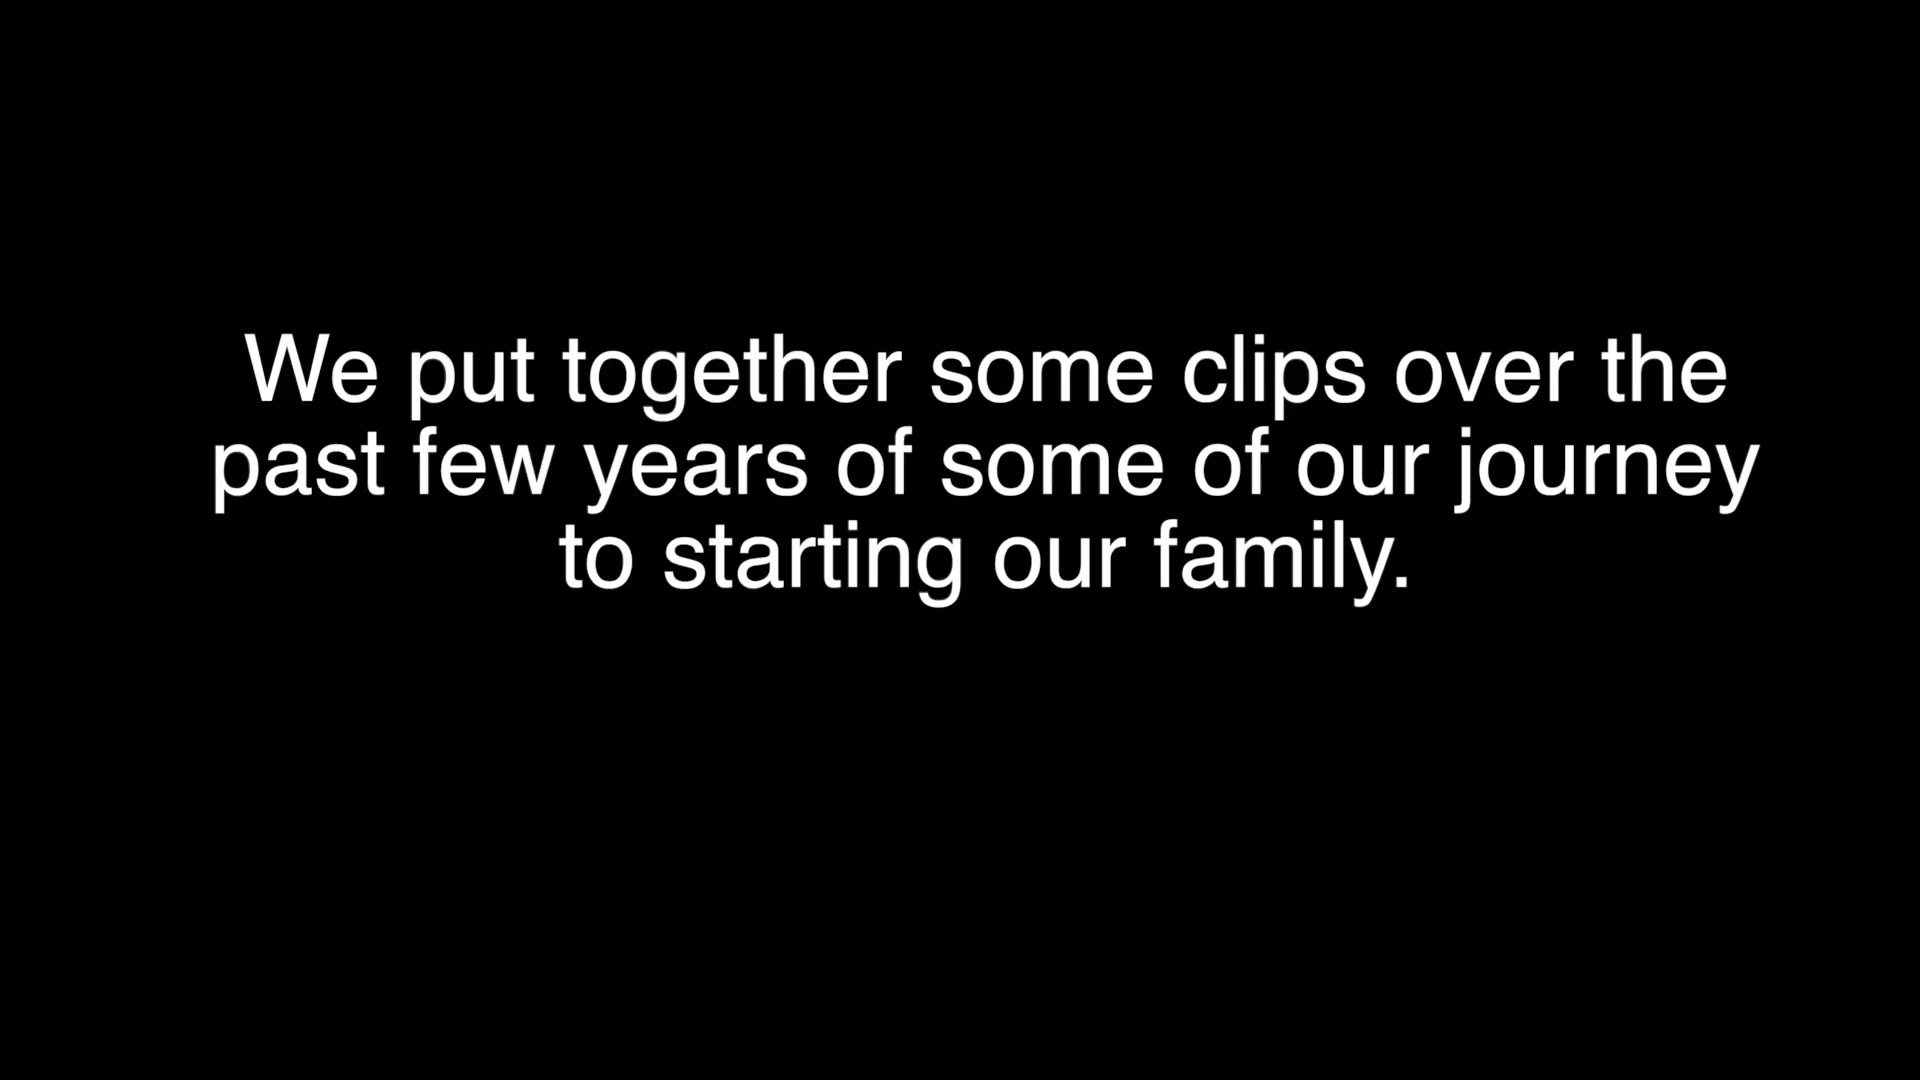 We put together some clips over the
past few years of some of our journey
to starting our family.